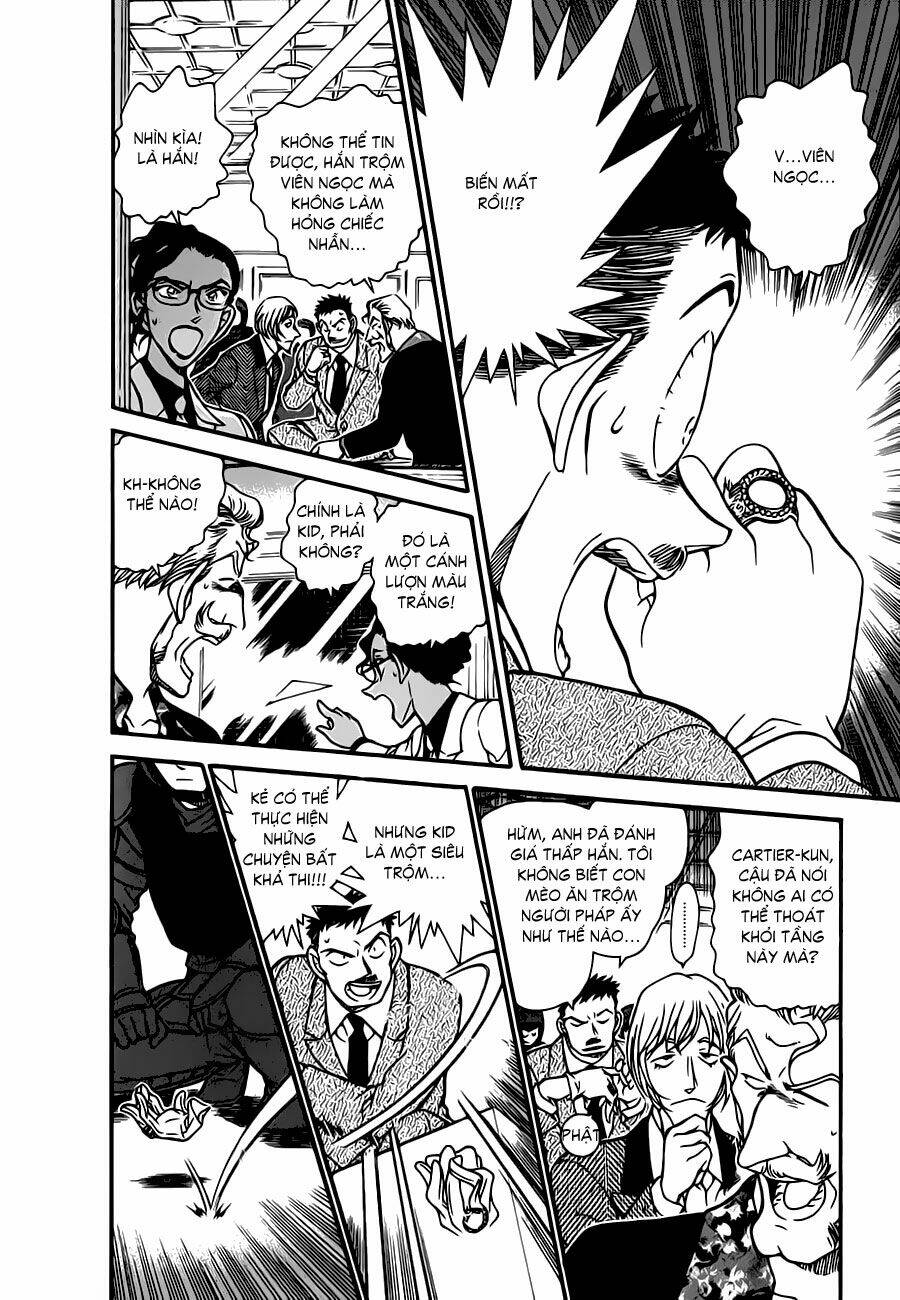 V...VIÊN
NGỌC...
BIẾN MẤT
RỒI!!?
KHÔNG THỂ TIN
ĐƯỢC, HẮN TRỘM
VIÊN NGỌC MÀ
KHÔNG LÀM
HỎNG CHIẾC
NHẪN...
NHÌN KÌA!
LÀ HẮN!
ĐÓ LÀ
MỘT CÁNH
LƯỢN MÀU
TRẮNG!
CHÍNH LÀ
KID, PHẢI
KHÔNG?
KH-KHÔNG
THỂ NÀO!
CARTIER-KUN,
CẬU ĐÃ NÓI
KHÔNG AI CÓ
THỂ THOÁT
KHỎI TẦNG
NÀY MÀ?
.........
HỪM, ANH ĐÃ ĐÁNH
GIÁ THẤP HẮN. TÔI
KHÔNG BIẾT CON
MÈO ĂN TRỘM
NGƯỜI PHÁP ẤY
NHƯ THẾ NÀO...
PHẬT
NHƯNG KID
LÀ MỘT SIÊU
TRỘM...
KẺ CÓ THỂ
THỰC HIỆN
NHỮNG
CHUYỆN BẤT
KHẢ THI!!!